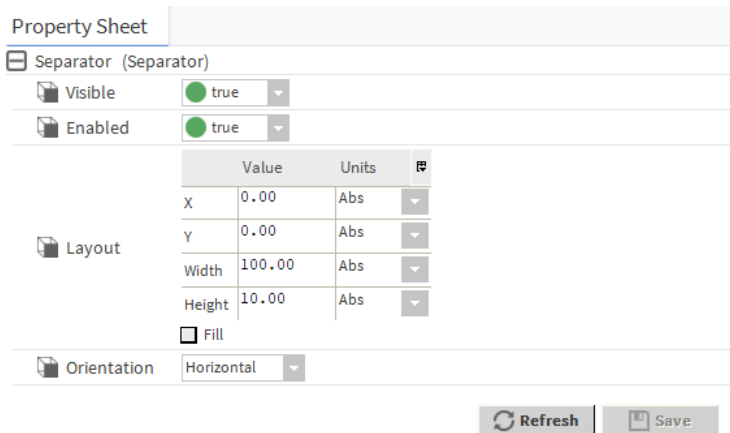 Property Sheet
Separator (Separator)
Visible true
Enabled true
Value Units
X 0.00 Abs
Y 0.00 Abs
Layout
Width 100.00 Abs
Height 10.00 Abs
Fill
Orientation Horizontal
Refresh Save